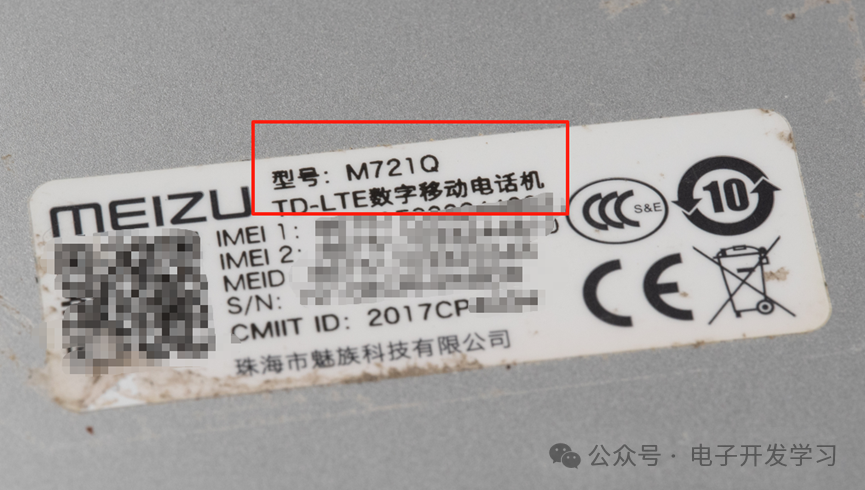 MEIZU
型号：M721Q
TD-LTE数字移动电话机
IMEI 1:
IMEI 2:
MEID
S/N:
CMIIT ID: 2017CP
珠海市魅族科技有限公司
CCC S&E
10
CE
公众号 · 电子开发学习